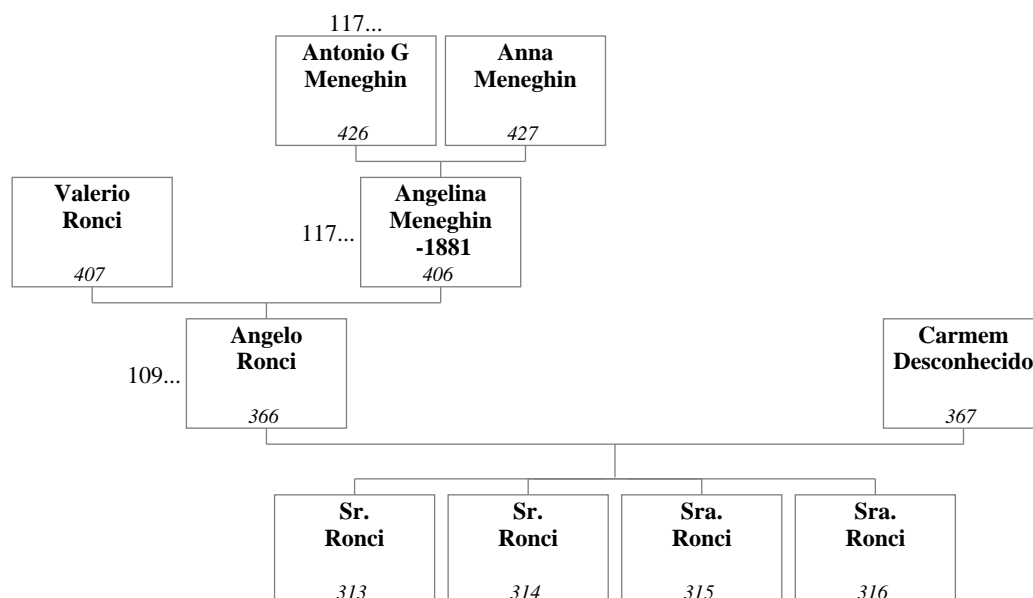 117...
Antonio G
Meneghin
426
Anna
Meneghin
427
Valerio
Ronci
407
117...
Angelina
Meneghin
-1881
406
109...
Angelo
Ronci
366
Carmem
Desconhecido
367
Sr.
Ronci
313
Sr.
Ronci
314
Sra.
Ronci
315
Sra.
Ronci
316